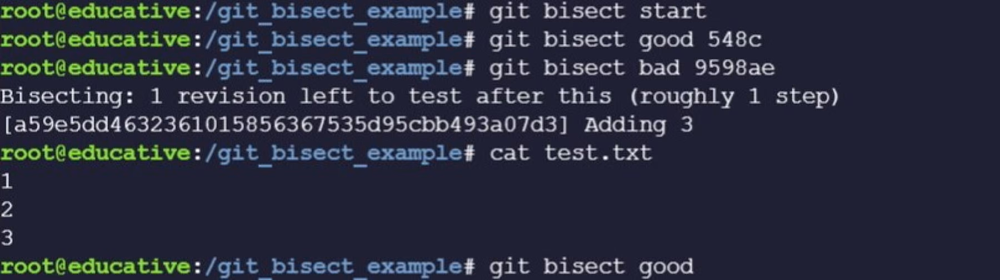 root@educative:/git_bisect_example# git bisect start
root@educative:/git_bisect_example# git bisect good 548c
root@educative:/git_bisect_example# git bisect bad 9598ae
Bisecting: 1 revision left to test after this (roughly 1 step)
[a59e5dd4632361015856367535d95cbb493a07d3] Adding 3
root@educative:/git_bisect_example# cat test.txt
1
2
3
root@educative:/git_bisect_example# git bisect good